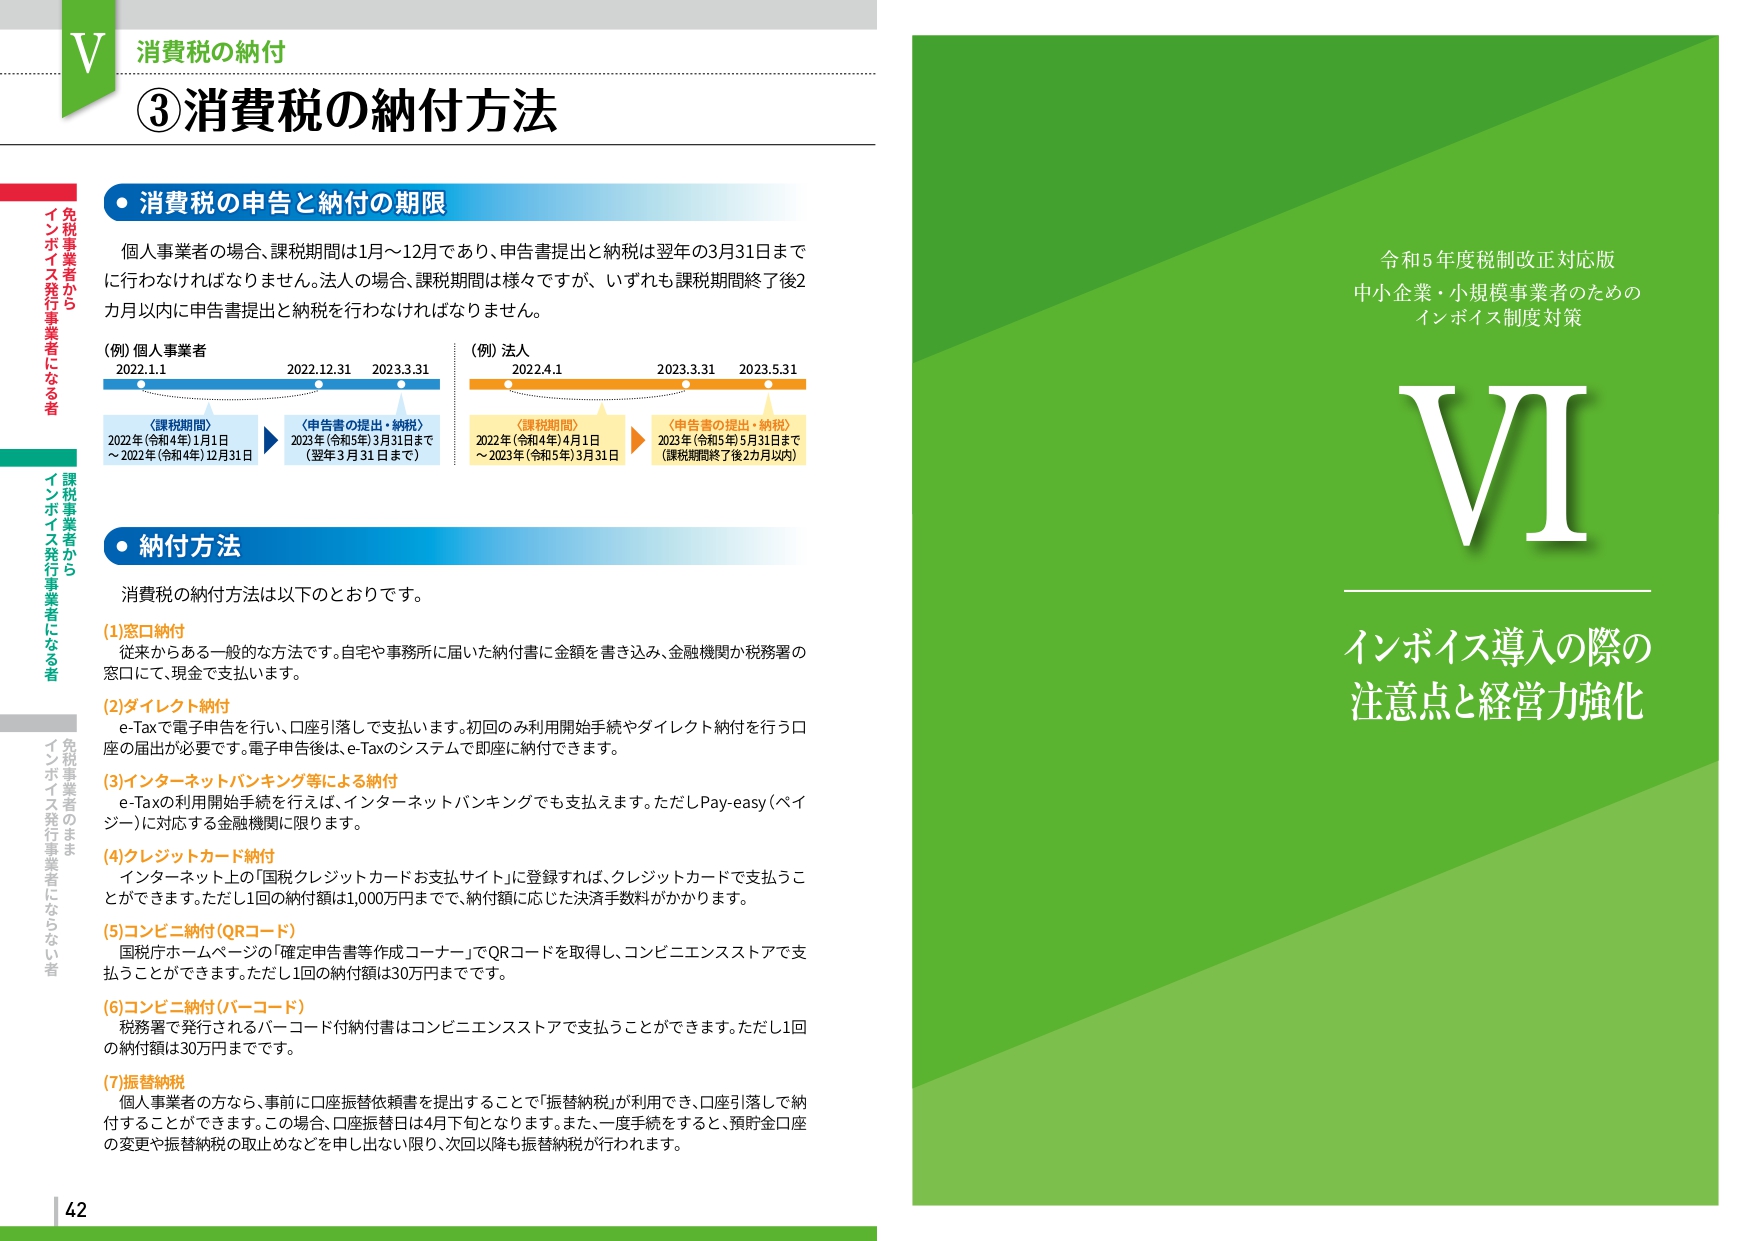 V
消費税の納付
③消費税の納付方法
免税事業者から
インボイス発行事業者になる者
課税事業者から
インボイス発行事業者になる者
免税事業者のまま
インボイス発行事業者にならない者
● 消費税の申告と納付の期限
個人事業者の場合、課税期間は1月～12月であり、申告書提出と納税は翌年の3月31日まで
に行わなければなりません。法人の場合、課税期間は様々ですが、いずれも課税期間終了後2
カ月以内に申告書提出と納税を行わなければなりません。
（例）個人事業者
2022.1.1 2022.12.31 2023.3.31
〈課税期間〉
2022年（令和4年）1月1日
～2022年（令和4年）12月31日
〈申告書の提出・納税〉
2023年（令和5年）3月31日まで
（翌年3月31日まで）
（例）法人
2022.4.1 2023.3.31 2023.5.31
〈課税期間〉
2022年（令和4年）4月1日
～2023年（令和5年）3月31日
〈申告書の提出・納税〉
2023年（令和5年）5月31日まで
（課税期間終了後2カ月以内）
● 納付方法
消費税の納付方法は以下のとおりです。
(1)窓口納付
従来からある一般的な方法です。自宅や事務所に届いた納付書に金額を書き込み、金融機関か税務署の
窓口にて、現金で支払います。
(2)ダイレクト納付
e-Taxで電子申告を行い、口座引落しで支払います。初回のみ利用開始手続やダイレクト納付を行う口
座の届出が必要です。電子申告後は、e-Taxのシステムで即座に納付できます。
(3)インターネットバンキング等による納付
e-Taxの利用開始手続を行えば、インターネットバンキングでも支払えます。ただしPay-easy（ペイ
ジー）に対応する金融機関に限ります。
(4)クレジットカード納付
インターネット上の「国税クレジットカードお支払サイト」に登録すれば、クレジットカードで支払うこ
とができます。ただし1回の納付額は1,000万円までで、納付額に応じた決済手数料がかかります。
(5)コンビニ納付（QRコード）
国税庁ホームページの「確定申告書等作成コーナー」でQRコードを取得し、コンビニエンスストアで支
払うことができます。ただし1回の納付額は30万円までです。
(6)コンビニ納付（バーコード）
税務署で発行されるバーコード付納付書はコンビニエンスストアで支払うことができます。ただし1回
の納付額は30万円までです。
(7)振替納税
個人事業者の方なら、事前に口座振替依頼書を提出することで「振替納税」が利用でき、口座引落しで納
付することができます。この場合、口座振替日は4月下旬となります。また、一度手続をすると、預貯金口座
の変更や振替納税の取止めなどを申し出ない限り、次回以降も振替納税が行われます。
42
令和5年度税制改正対応版
中小企業・小規模事業者のための
インボイス制度対策
VI
インボイス導入の際の
注意点と経営力強化